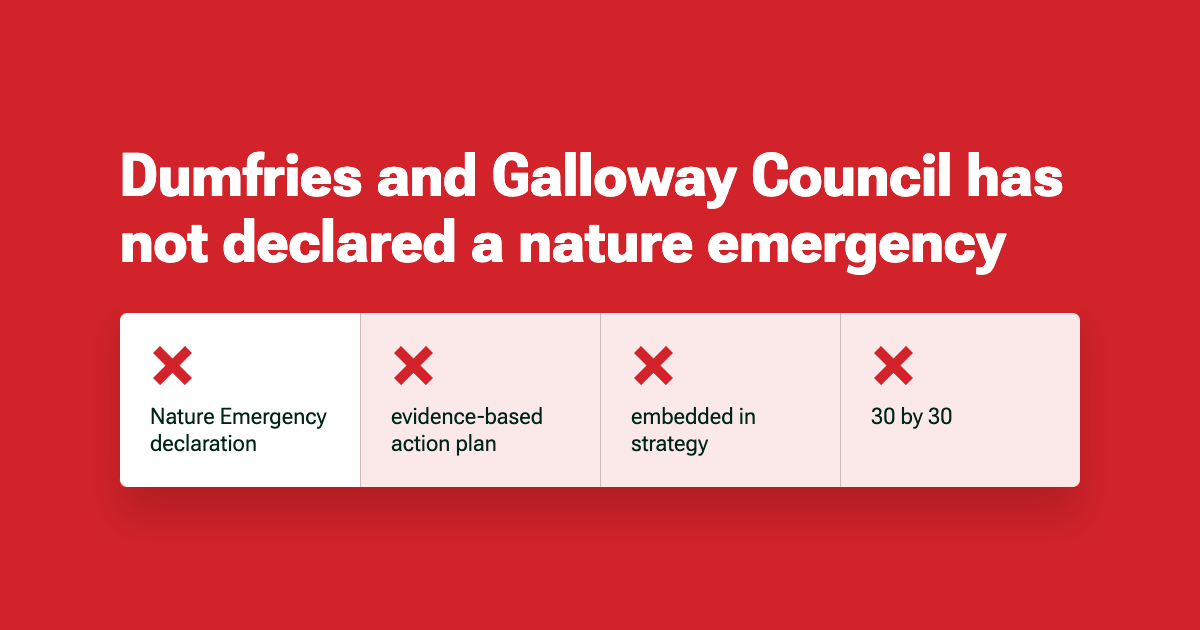 Dumfries and Galloway Council has
not declared a nature emergency
Nature Emergency
declaration
evidence-based
action plan
embedded in
strategy
30 by 30